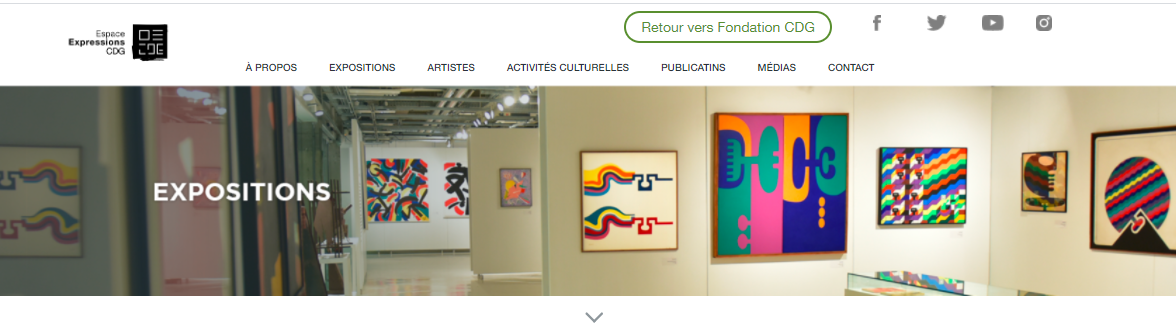 Espace
Expressions
CDG
Retour vers Fondation CDG
À PROPOS EXPOSITIONS ARTISTES ACTIVITÉS CULTURELLES PUBLICATINS MÉDIAS CONTACT
EXPOSITIONS